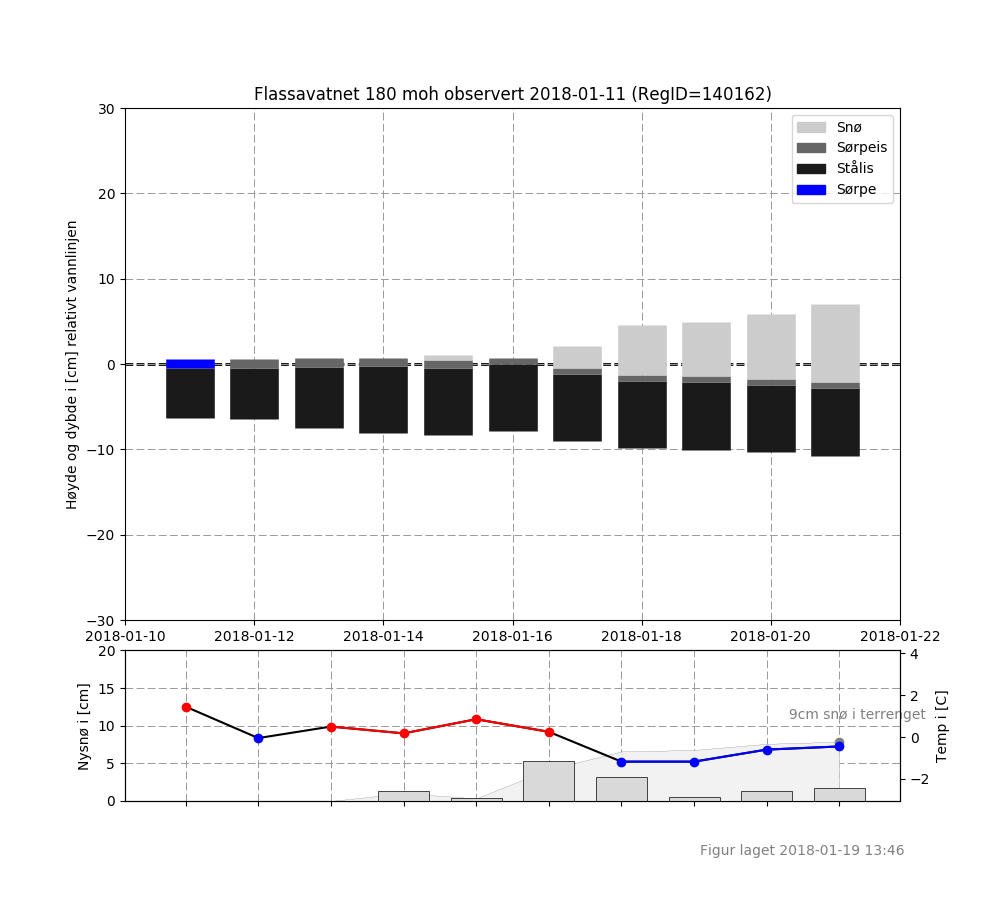 Flassavatnet 180 moh observert 2018-01-11 (RegID=140162)
Høyde og dybde i [cm] relativt vannlinjen
30
20
10
0
−10
−20
−30
Snø
Sørpeis
Stålis
Sørpe
2018-01-10
2018-01-12
2018-01-14
2018-01-16
2018-01-18
2018-01-20
2018-01-22
Nysnø i [cm]
20
15
10
5
0
9cm snø i terrenget
4
2
0
−2
Temp i [C]
Figur laget 2018-01-19 13:46